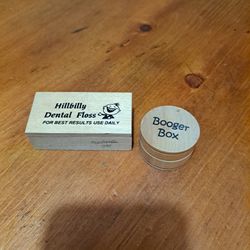 Hillbilly
Dental Floss
FOR BEST RESULTS USE DAILY
Booger
Box